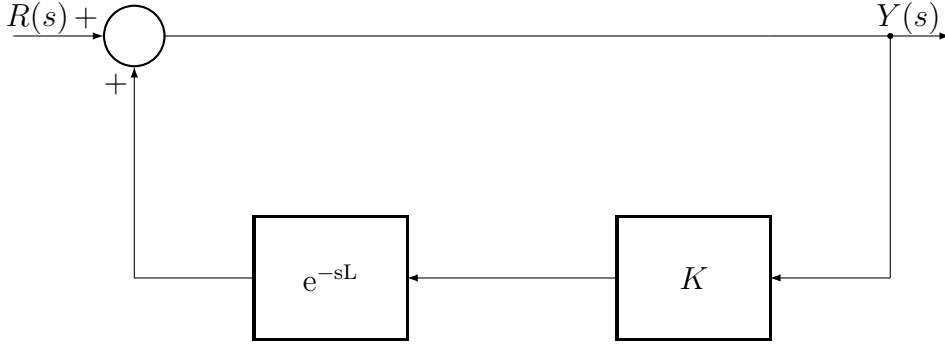 R(s) + Y(s)
+
e^{-sL} K